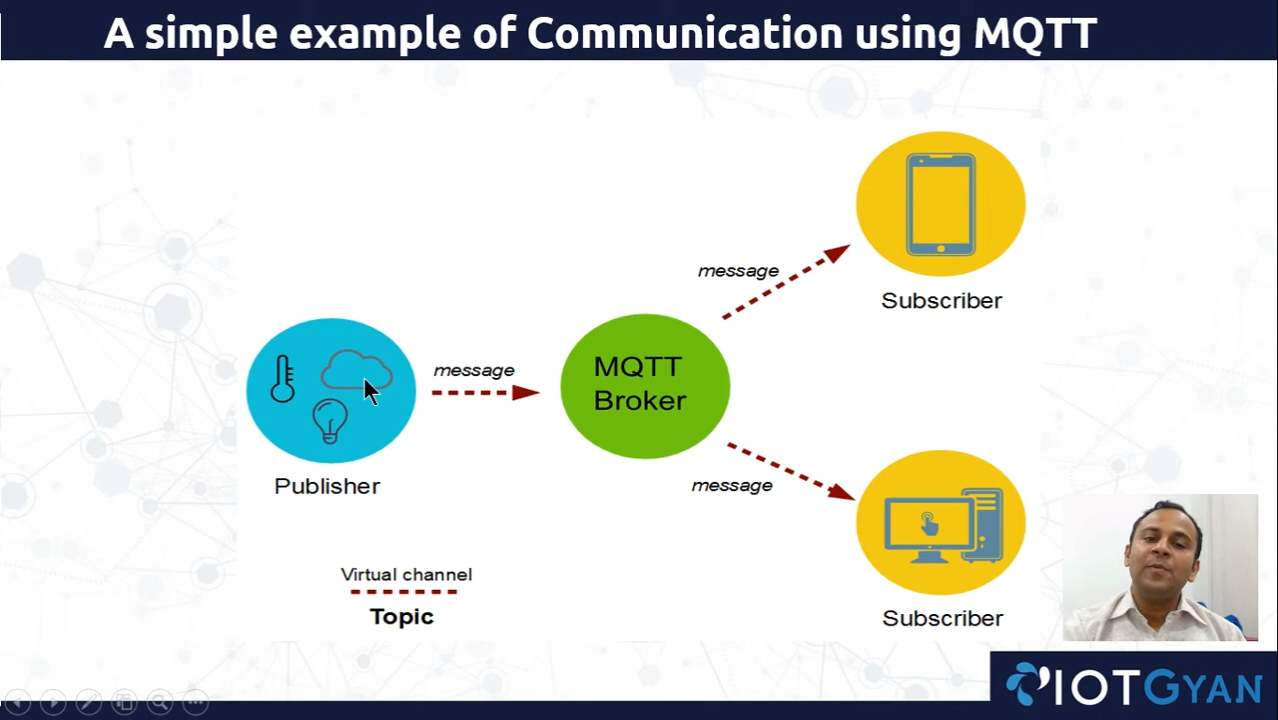 A simple example of Communication using MQTT
message
Subscriber
message
MQTT
Broker
Publisher
message
Virtual channel
Topic
Subscriber
IOTGYAN